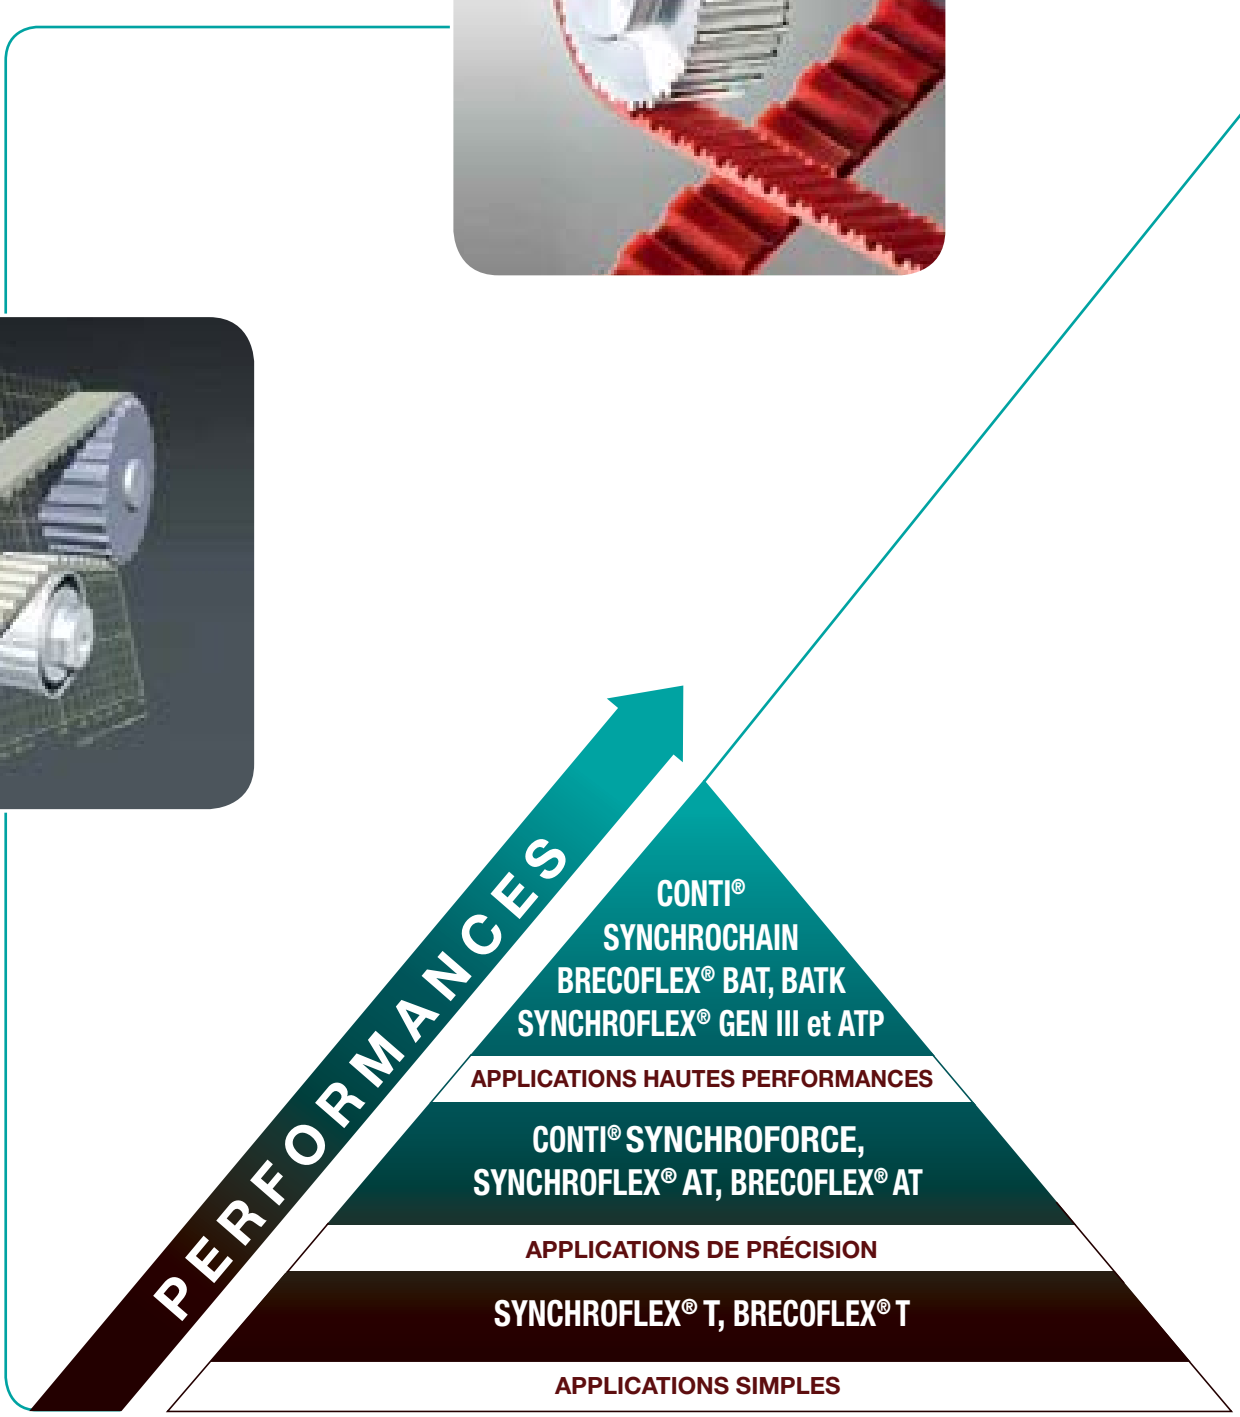 PERFORMANCES
CONTI®
SYNCHROCHAIN
BRECOFLEX® BAT, BATK
SYNCHROFLEX® GEN III et ATP
APPLICATIONS HAUTES PERFORMANCES
CONTI® SYNCHROFORCE,
SYNCHROFLEX® AT, BRECOFLEX® AT
APPLICATIONS DE PRÉCISION
SYNCHROFLEX® T, BRECOFLEX® T
APPLICATIONS SIMPLES